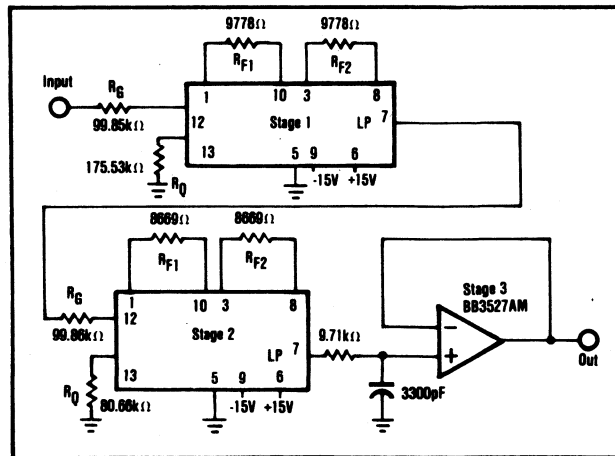 9778Ω 9778Ω
RF1 RF2
Input
RG
99.85kΩ
1 10 3 8
12 Stage 1 LP 7
13
175.53kΩ
RQ
5 9 6
-15V +15V
8669Ω 8669Ω
RF1 RF2
RG
99.86kΩ
1 10 3 8
12 Stage 2 7
LP
13
RQ
80.66kΩ
5 9 6
-15V +15V
9.71kΩ
3300pF
Stage 3
BB3527AM
−
+
Out